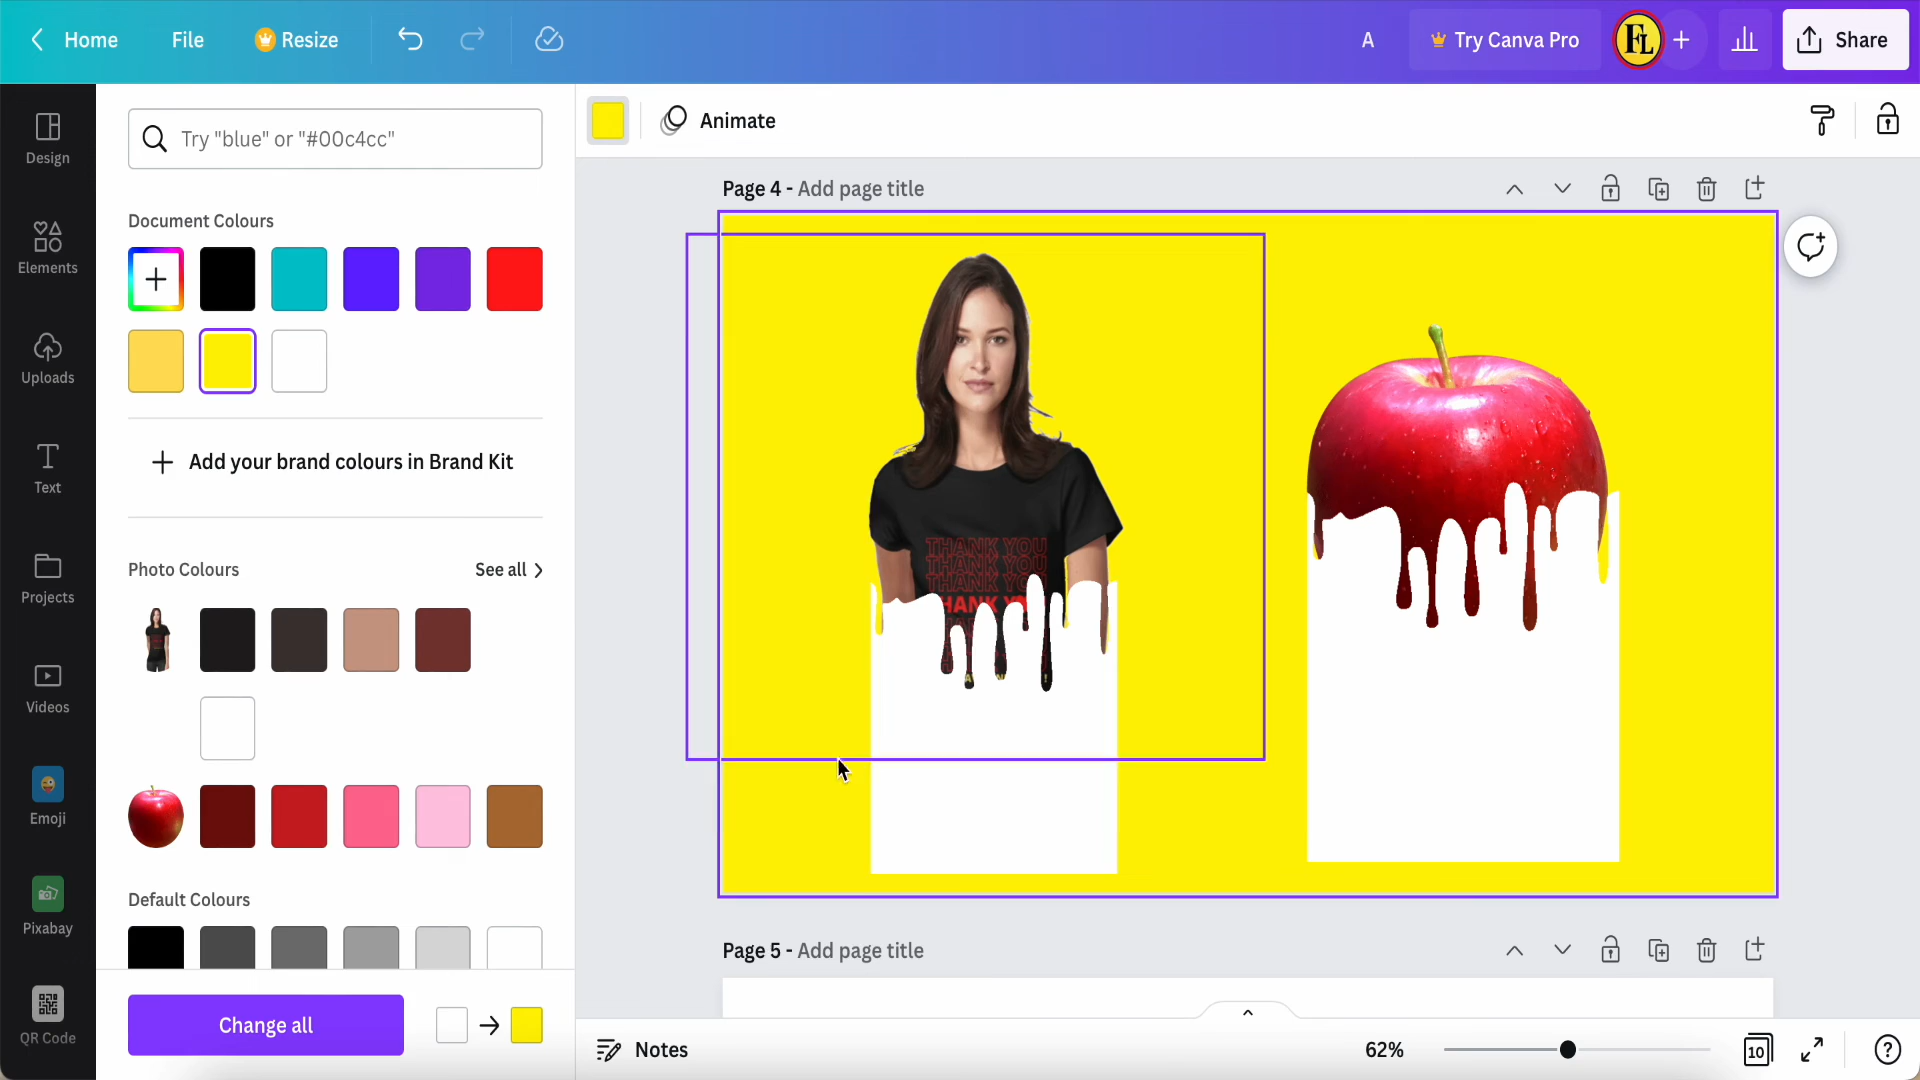 Home
File
Resize
A
Try Canva Pro
FL
Share
Design
Elements
Uploads
Text
Projects
Videos
Emoji
Pixabay
QR Code
Try "blue" or "#00c4cc"
Document Colours
Add your brand colours in Brand Kit
Photo Colours
See all
Default Colours
Change all
Animate
Page 4 - Add page title
THANK YOU
THANK YOU
THANK YOU
Page 5 - Add page title
Notes
62%
10